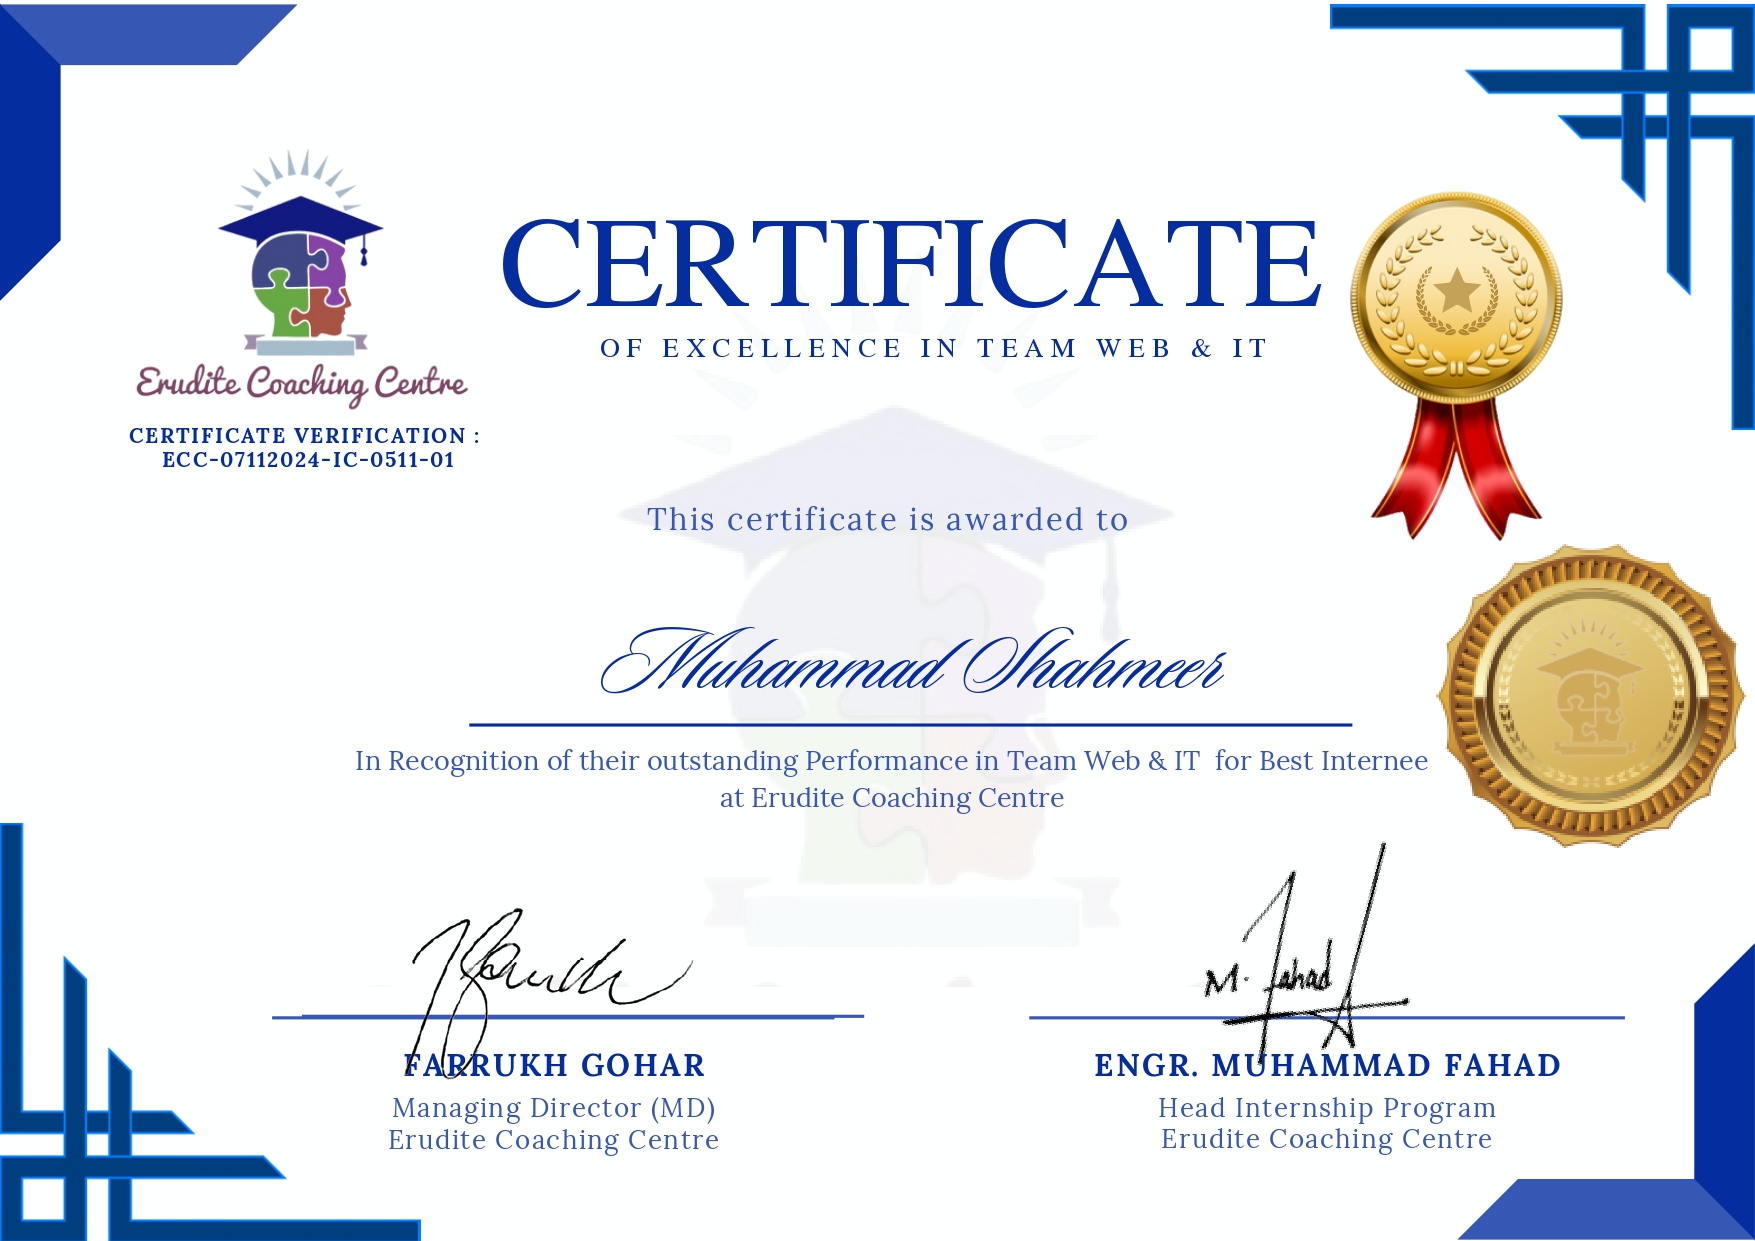 CERTIFICATE
OF EXCELLENCE IN TEAM WEB & IT
Erudite Coaching Centre
CERTIFICATE VERIFICATION :
ECC-07112024-IC-0511-01
This certificate is awarded to
Muhammad Shahmeer
In Recognition of their outstanding Performance in Team Web & IT for Best Internee
at Erudite Coaching Centre
Farrukh
M. Fahad
FARRUKH GOHAR
Managing Director (MD)
Erudite Coaching Centre
ENGR. MUHAMMAD FAHAD
Head Internship Program
Erudite Coaching Centre